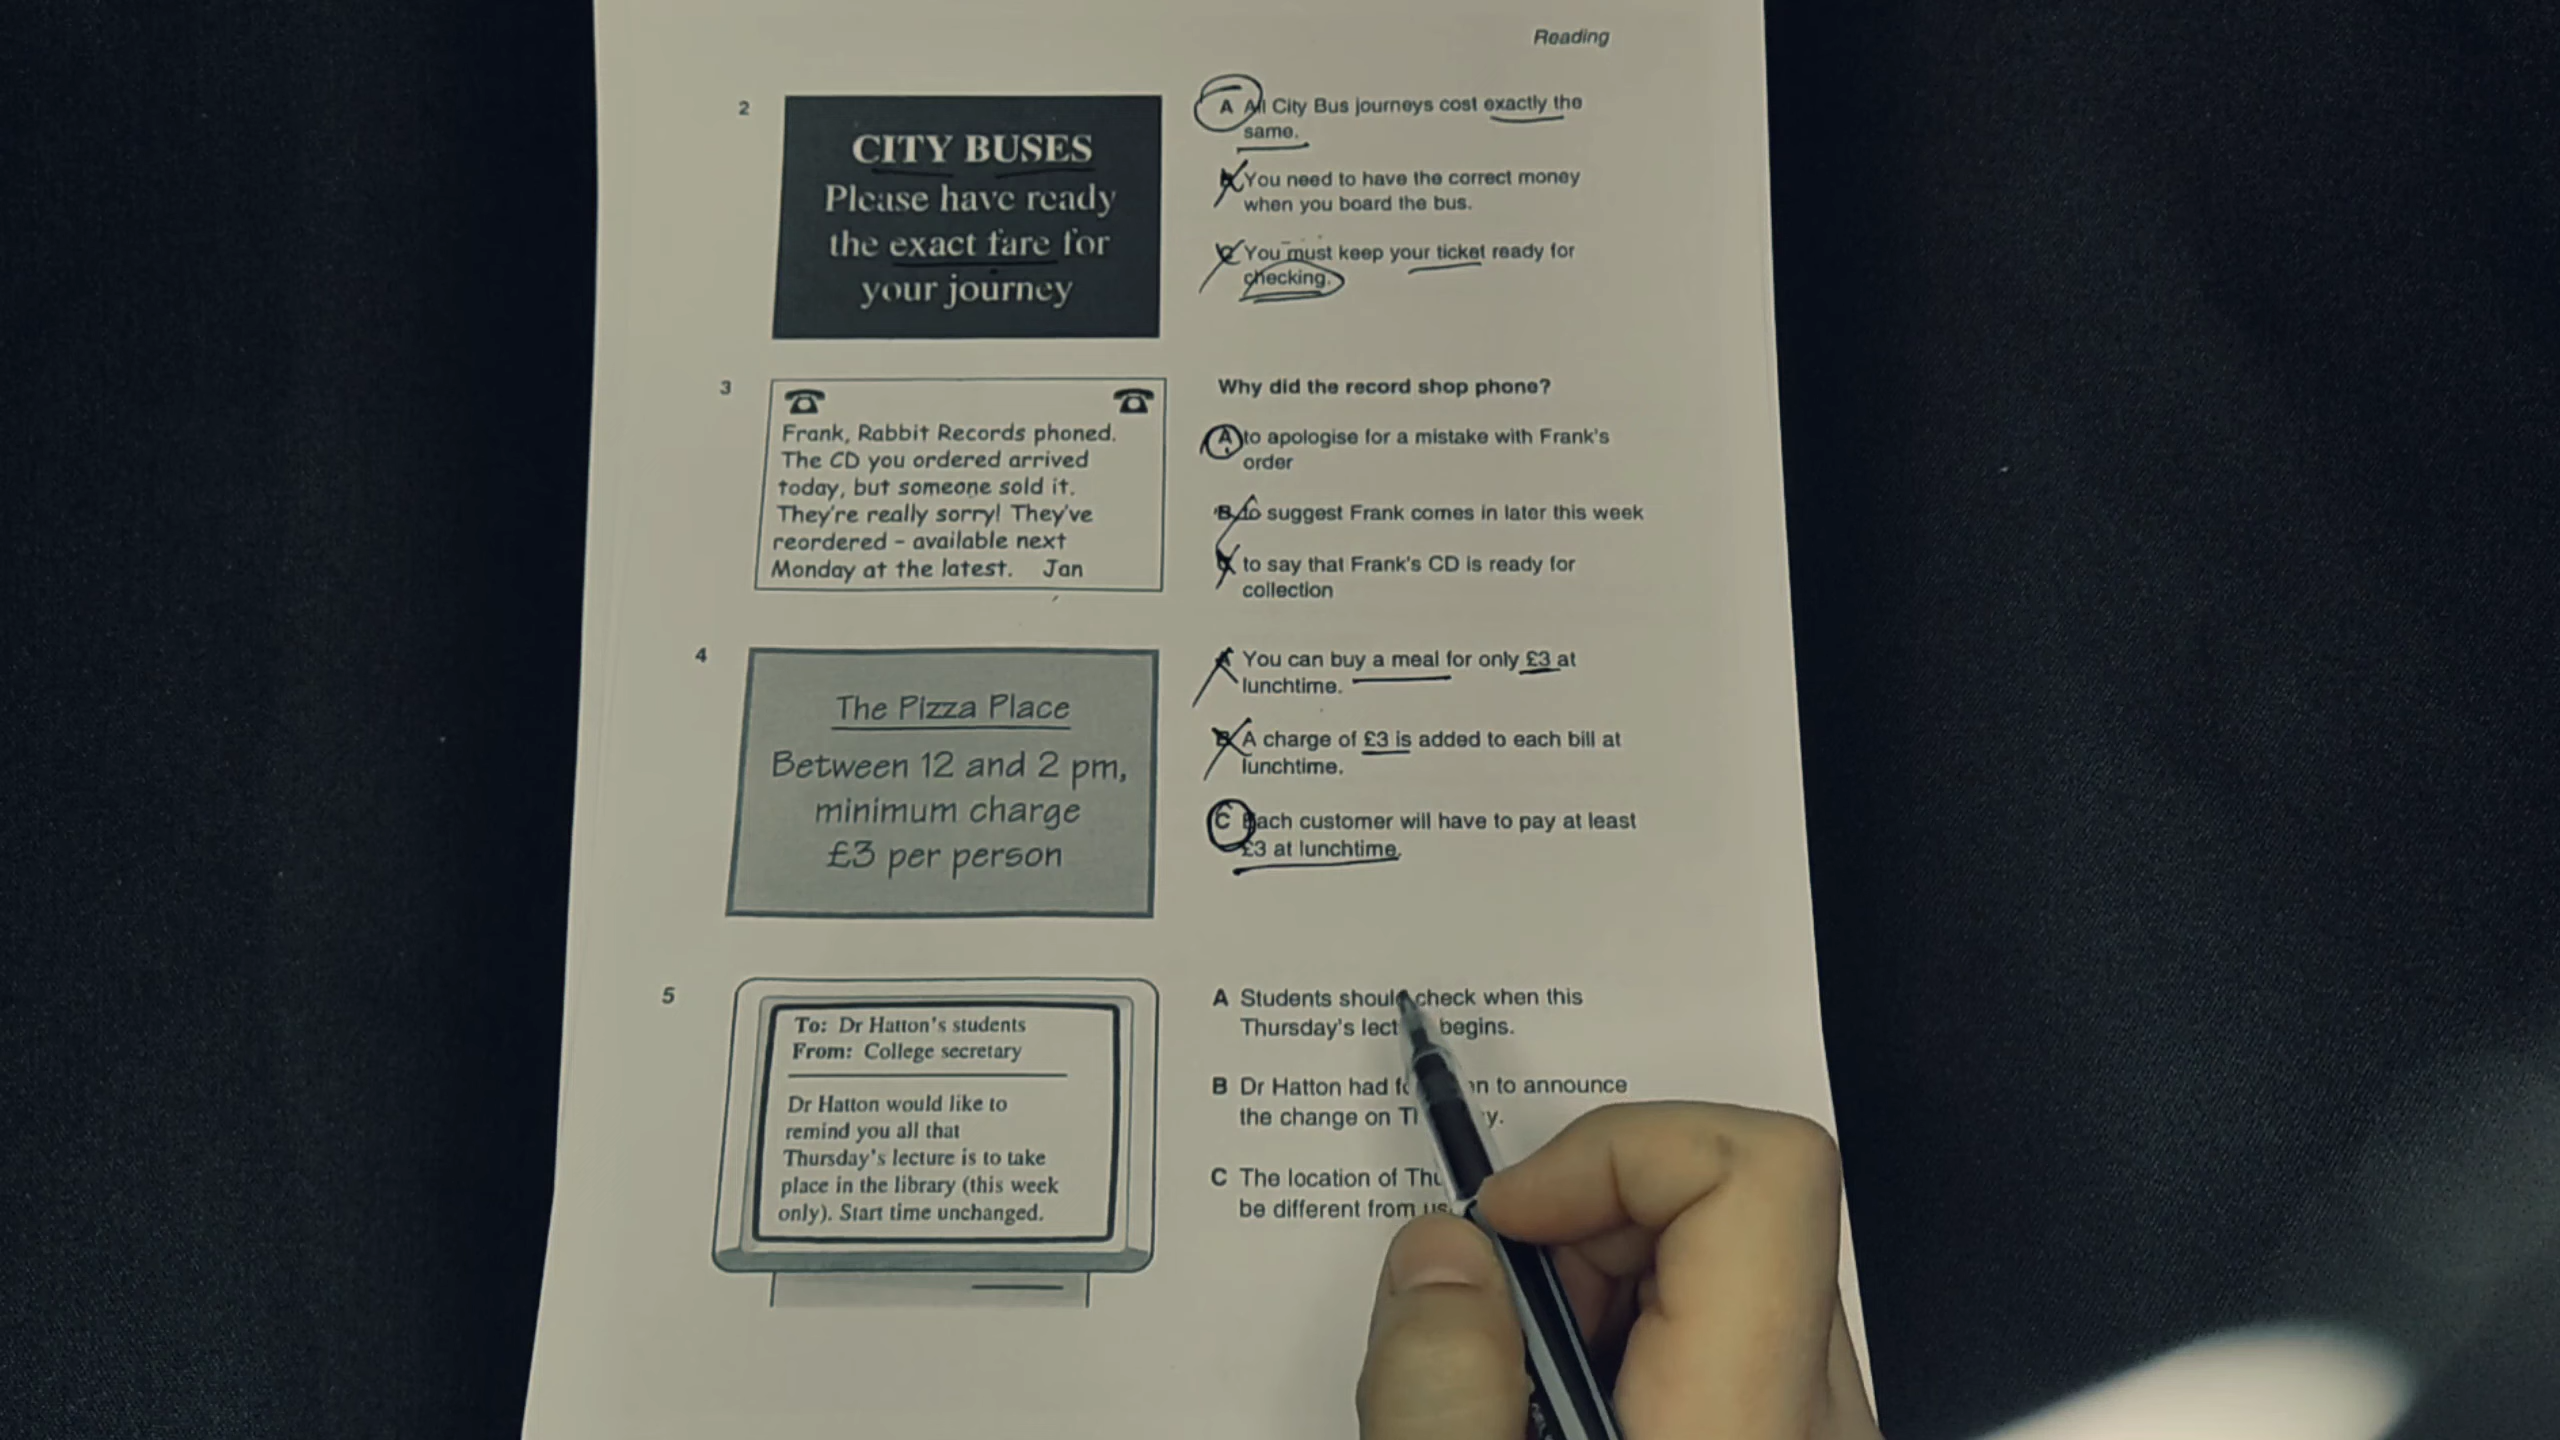 Reading
2
CITY BUSES
Please have ready
the exact fare for
your journey
A All City Bus journeys cost exactly the
same.
You need to have the correct money
when you board the bus.
You must keep your ticket ready for
checking.
3
Frank, Rabbit Records phoned.
The CD you ordered arrived
today, but someone sold it.
They're really sorry! They've
reordered – available next
Monday at the latest. Jan
Why did the record shop phone?
A to apologise for a mistake with Frank's
order
B to suggest Frank comes in later this week
to say that Frank's CD is ready for
collection
4
The Pizza Place
Between 12 and 2 pm,
minimum charge
£3 per person
A You can buy a meal for only £3 at
lunchtime.
B A charge of £3 is added to each bill at
lunchtime.
C Each customer will have to pay at least
£3 at lunchtime.
5
To: Dr Hatton's students
From: College secretary
Dr Hatton would like to
remind you all that
Thursday's lecture is to take
place in the library (this week
only). Start time unchanged.
A Students should check when this
Thursday's begins.
B Dr Hatton had to announce
the change on
C The location of
be different from